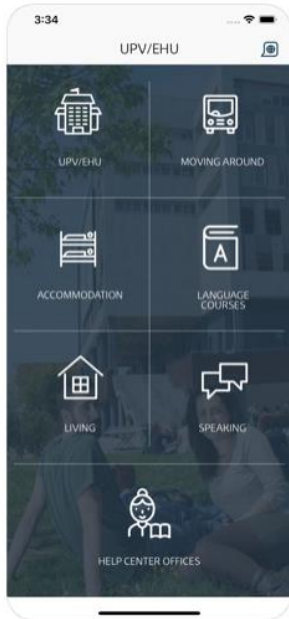 3:34
UPV/EHU
UPV/EHU
MOVING AROUND
ACCOMMODATION
LANGUAGE
COURSES
A
LIVING
SPEAKING
HELP CENTER OFFICES